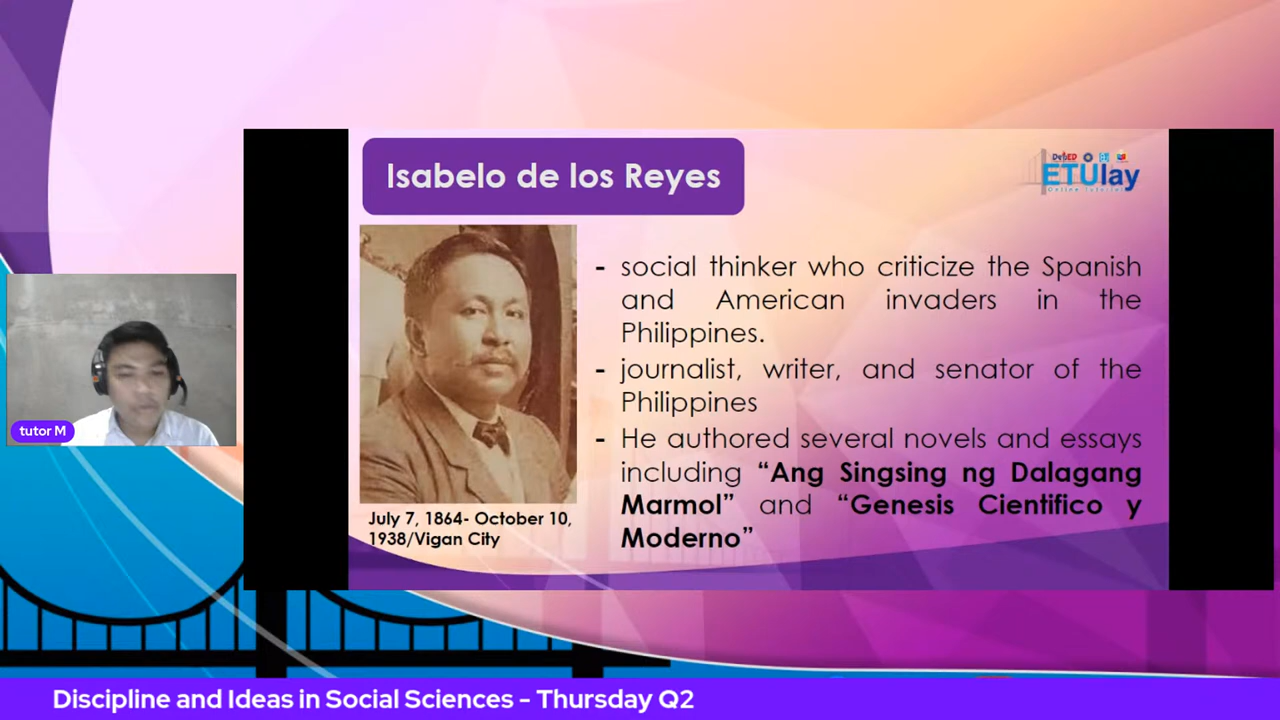 Isabelo de los Reyes
DepED
ETUlay
- social thinker who criticize the Spanish
and American invaders in the
Philippines.
- journalist, writer, and senator of the
Philippines
- He authored several novels and essays
including “Ang Singsing ng Dalagang
Marmol” and “Genesis Cientifico y
Moderno”
July 7, 1864- October 10,
1938/Vigan City
tutor M
Discipline and Ideas in Social Sciences - Thursday Q2